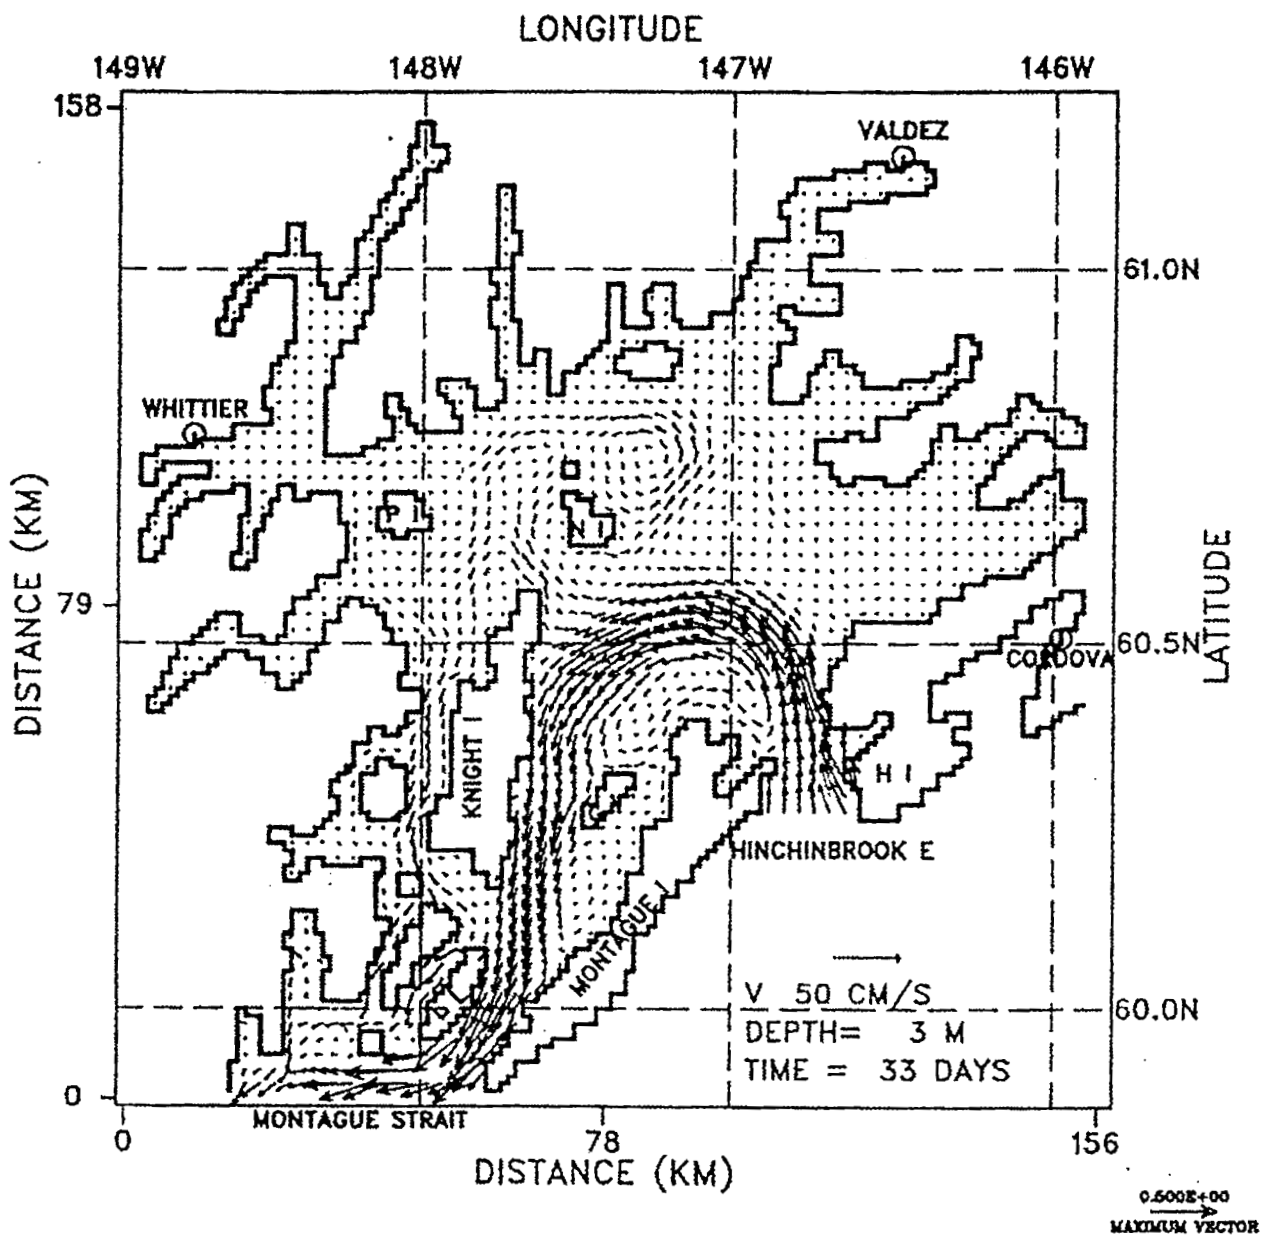 LONGITUDE
149W 148W 147W 146W
158
VALDEZ
61.0N
WHITTIER
P I
N I
DISTANCE (KM)
79
60.5N
LATITUDE
CORDOVA
KNIGHT I
H I
HINCHINBROOK E
MONTAGUE I
V 50 CM/S
60.0N
DEPTH= 3 M
TIME = 33 DAYS
0
MONTAGUE STRAIT
0 78 156
DISTANCE (KM)
0.500E+00
MAXIMUM VECTOR